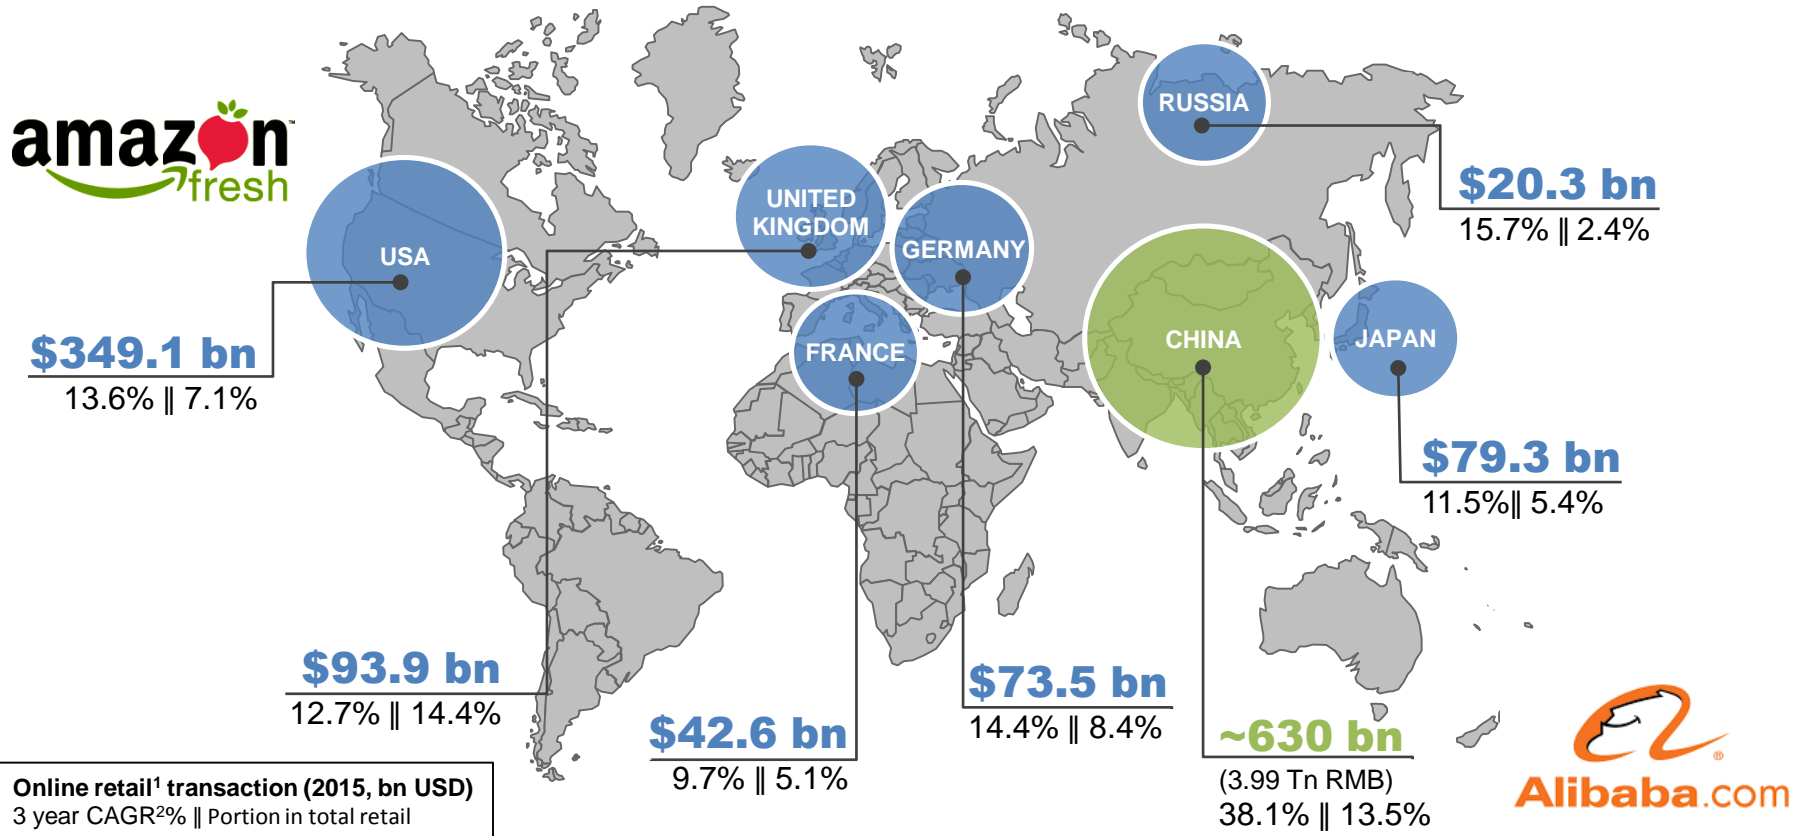 amazon™
fresh
USA
$349.1 bn
13.6% || 7.1%
UNITED
KINGDOM
$93.9 bn
12.7% || 14.4%
FRANCE
$42.6 bn
9.7% || 5.1%
GERMANY
$73.5 bn
14.4% || 8.4%
RUSSIA
$20.3 bn
15.7% || 2.4%
CHINA
~630 bn
(3.99 Tn RMB)
38.1% || 13.5%
JAPAN
$79.3 bn
11.5%|| 5.4%
Alibaba.com®
Online retail¹ transaction (2015, bn USD)
3 year CAGR²% || Portion in total retail